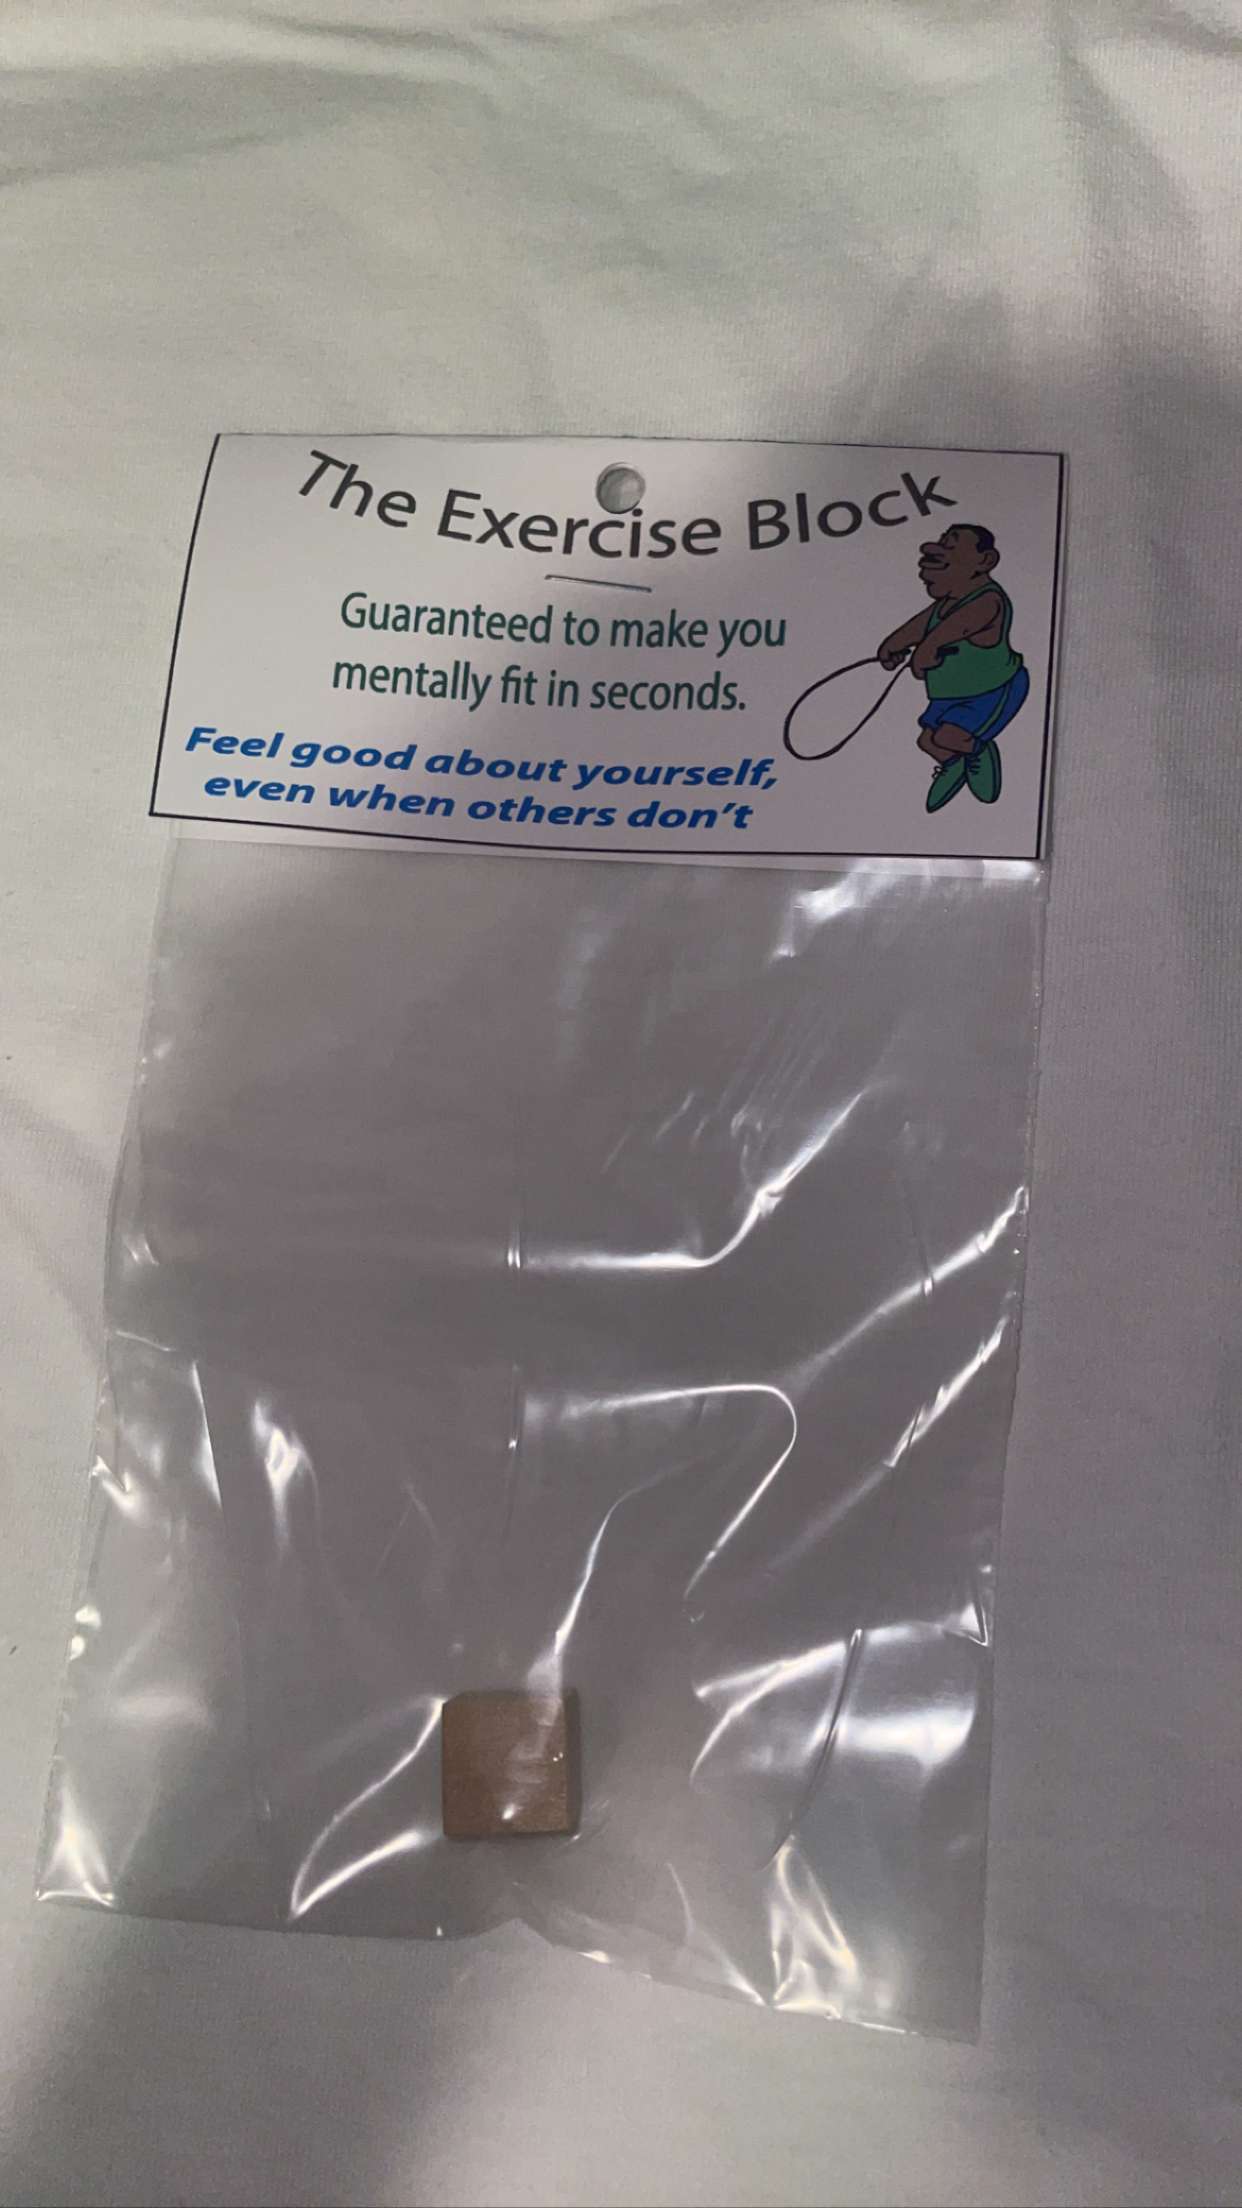 The Exercise Block
Guaranteed to make you
mentally fit in seconds.
Feel good about yourself,
even when others don't